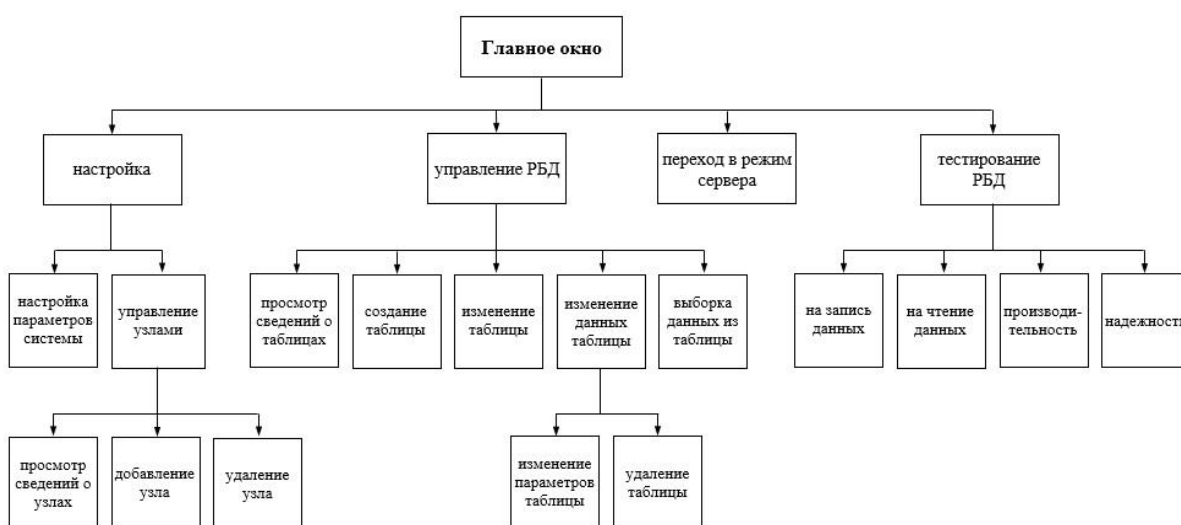 Главное окно
настройка
управление РБД
переход в режим
сервера
тестирование
РБД
настройка
параметров
системы
управление
узлами
просмотр
сведений о
таблицах
создание
таблицы
изменение
таблицы
изменение
данных
таблицы
выборка
данных из
таблицы
на запись
данных
на чтение
данных
производи-
тельность
надежность
просмотр
сведений о
узлах
добавление
узла
удаление
узла
изменение
параметров
таблицы
удаление
таблицы